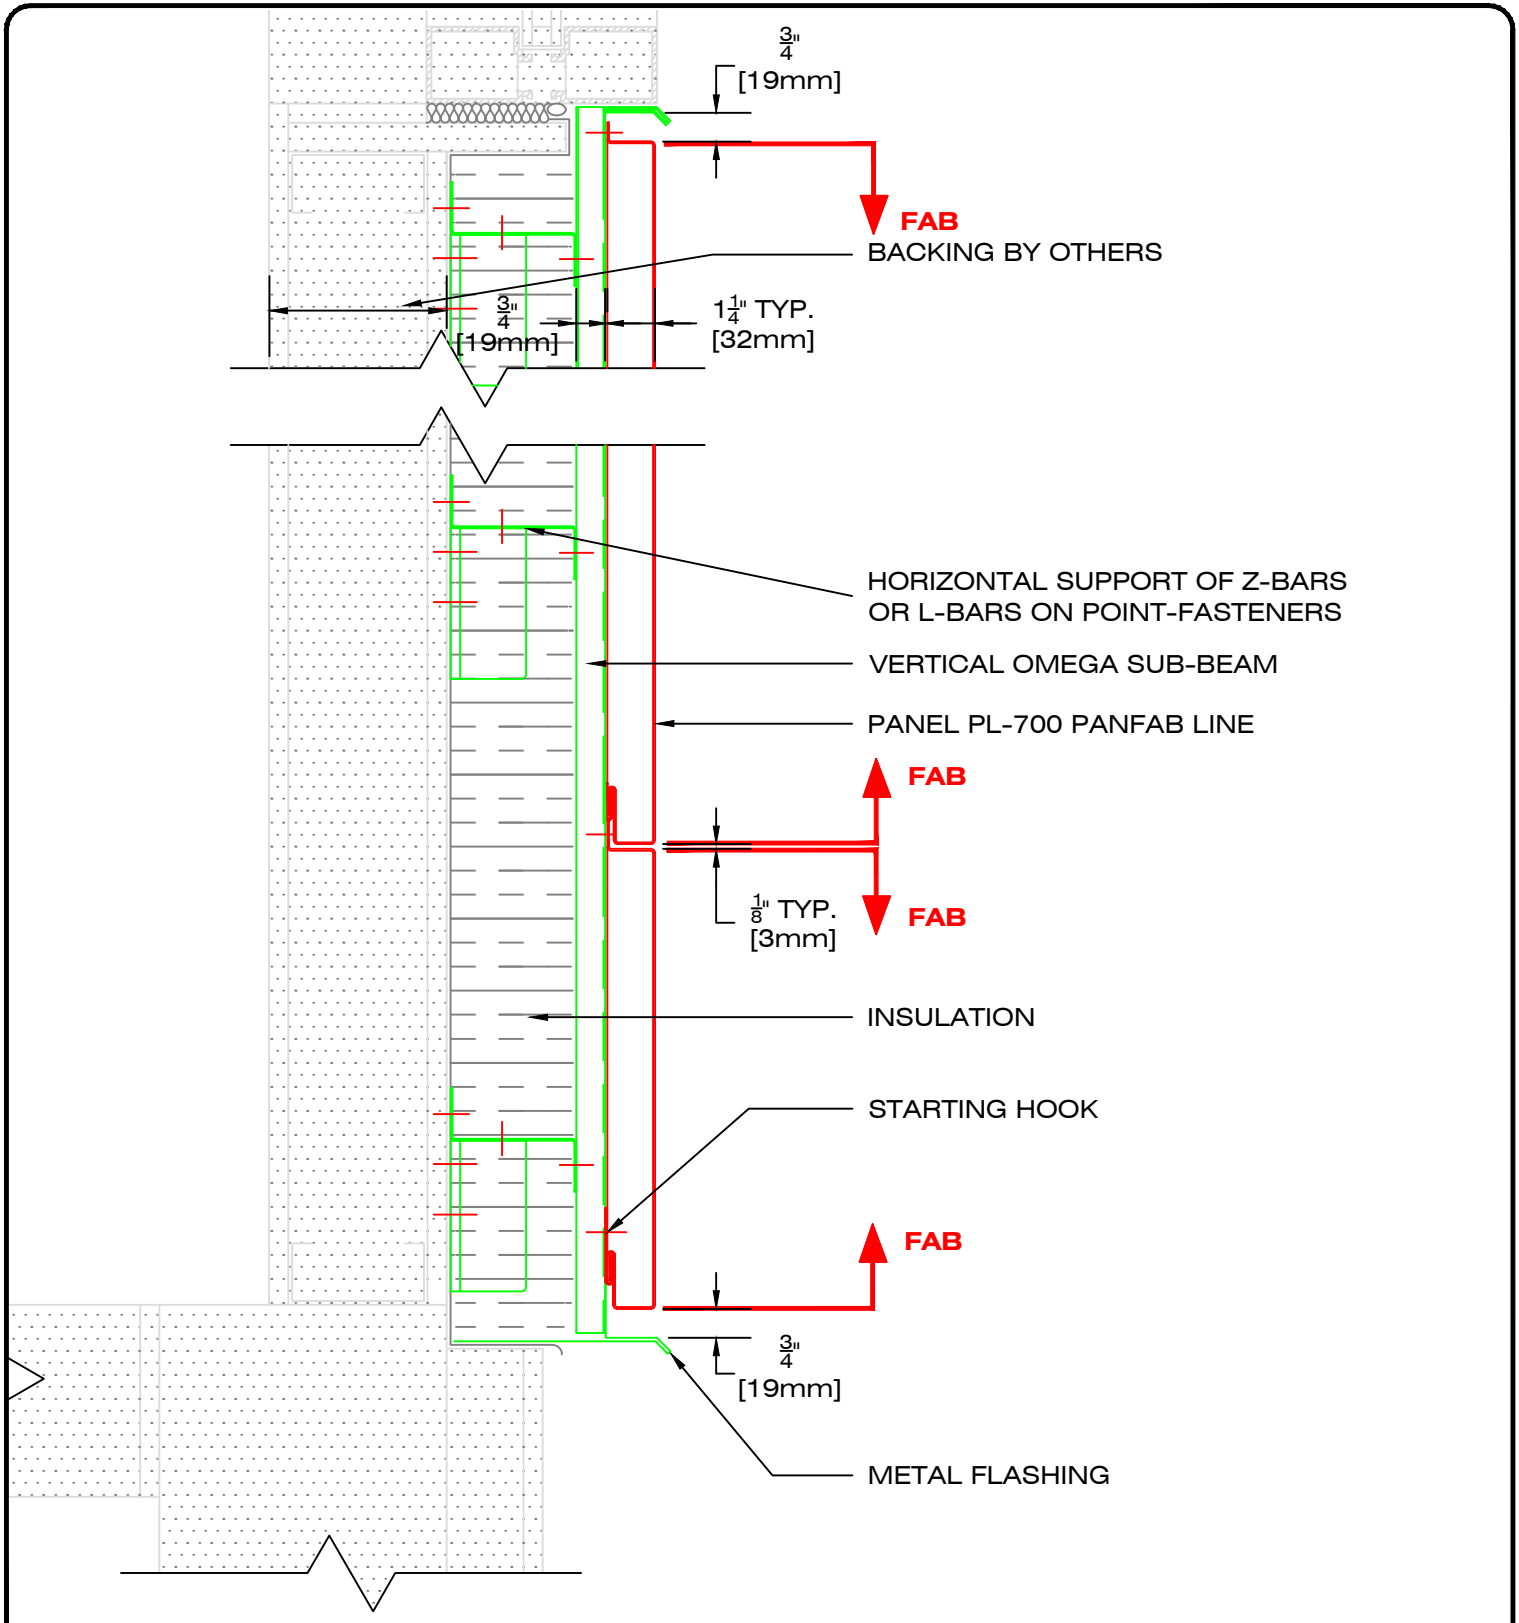 3/4"
[19mm]
FAB
BACKING BY OTHERS
3/4"
[19mm]
1 1/4" TYP.
[32mm]
HORIZONTAL SUPPORT OF Z-BARS
OR L-BARS ON POINT-FASTENERS
VERTICAL OMEGA SUB-BEAM
PANEL PL-700 PANFAB LINE
FAB
1/8" TYP.
[3mm]
FAB
INSULATION
STARTING HOOK
FAB
3/4"
[19mm]
METAL FLASHING